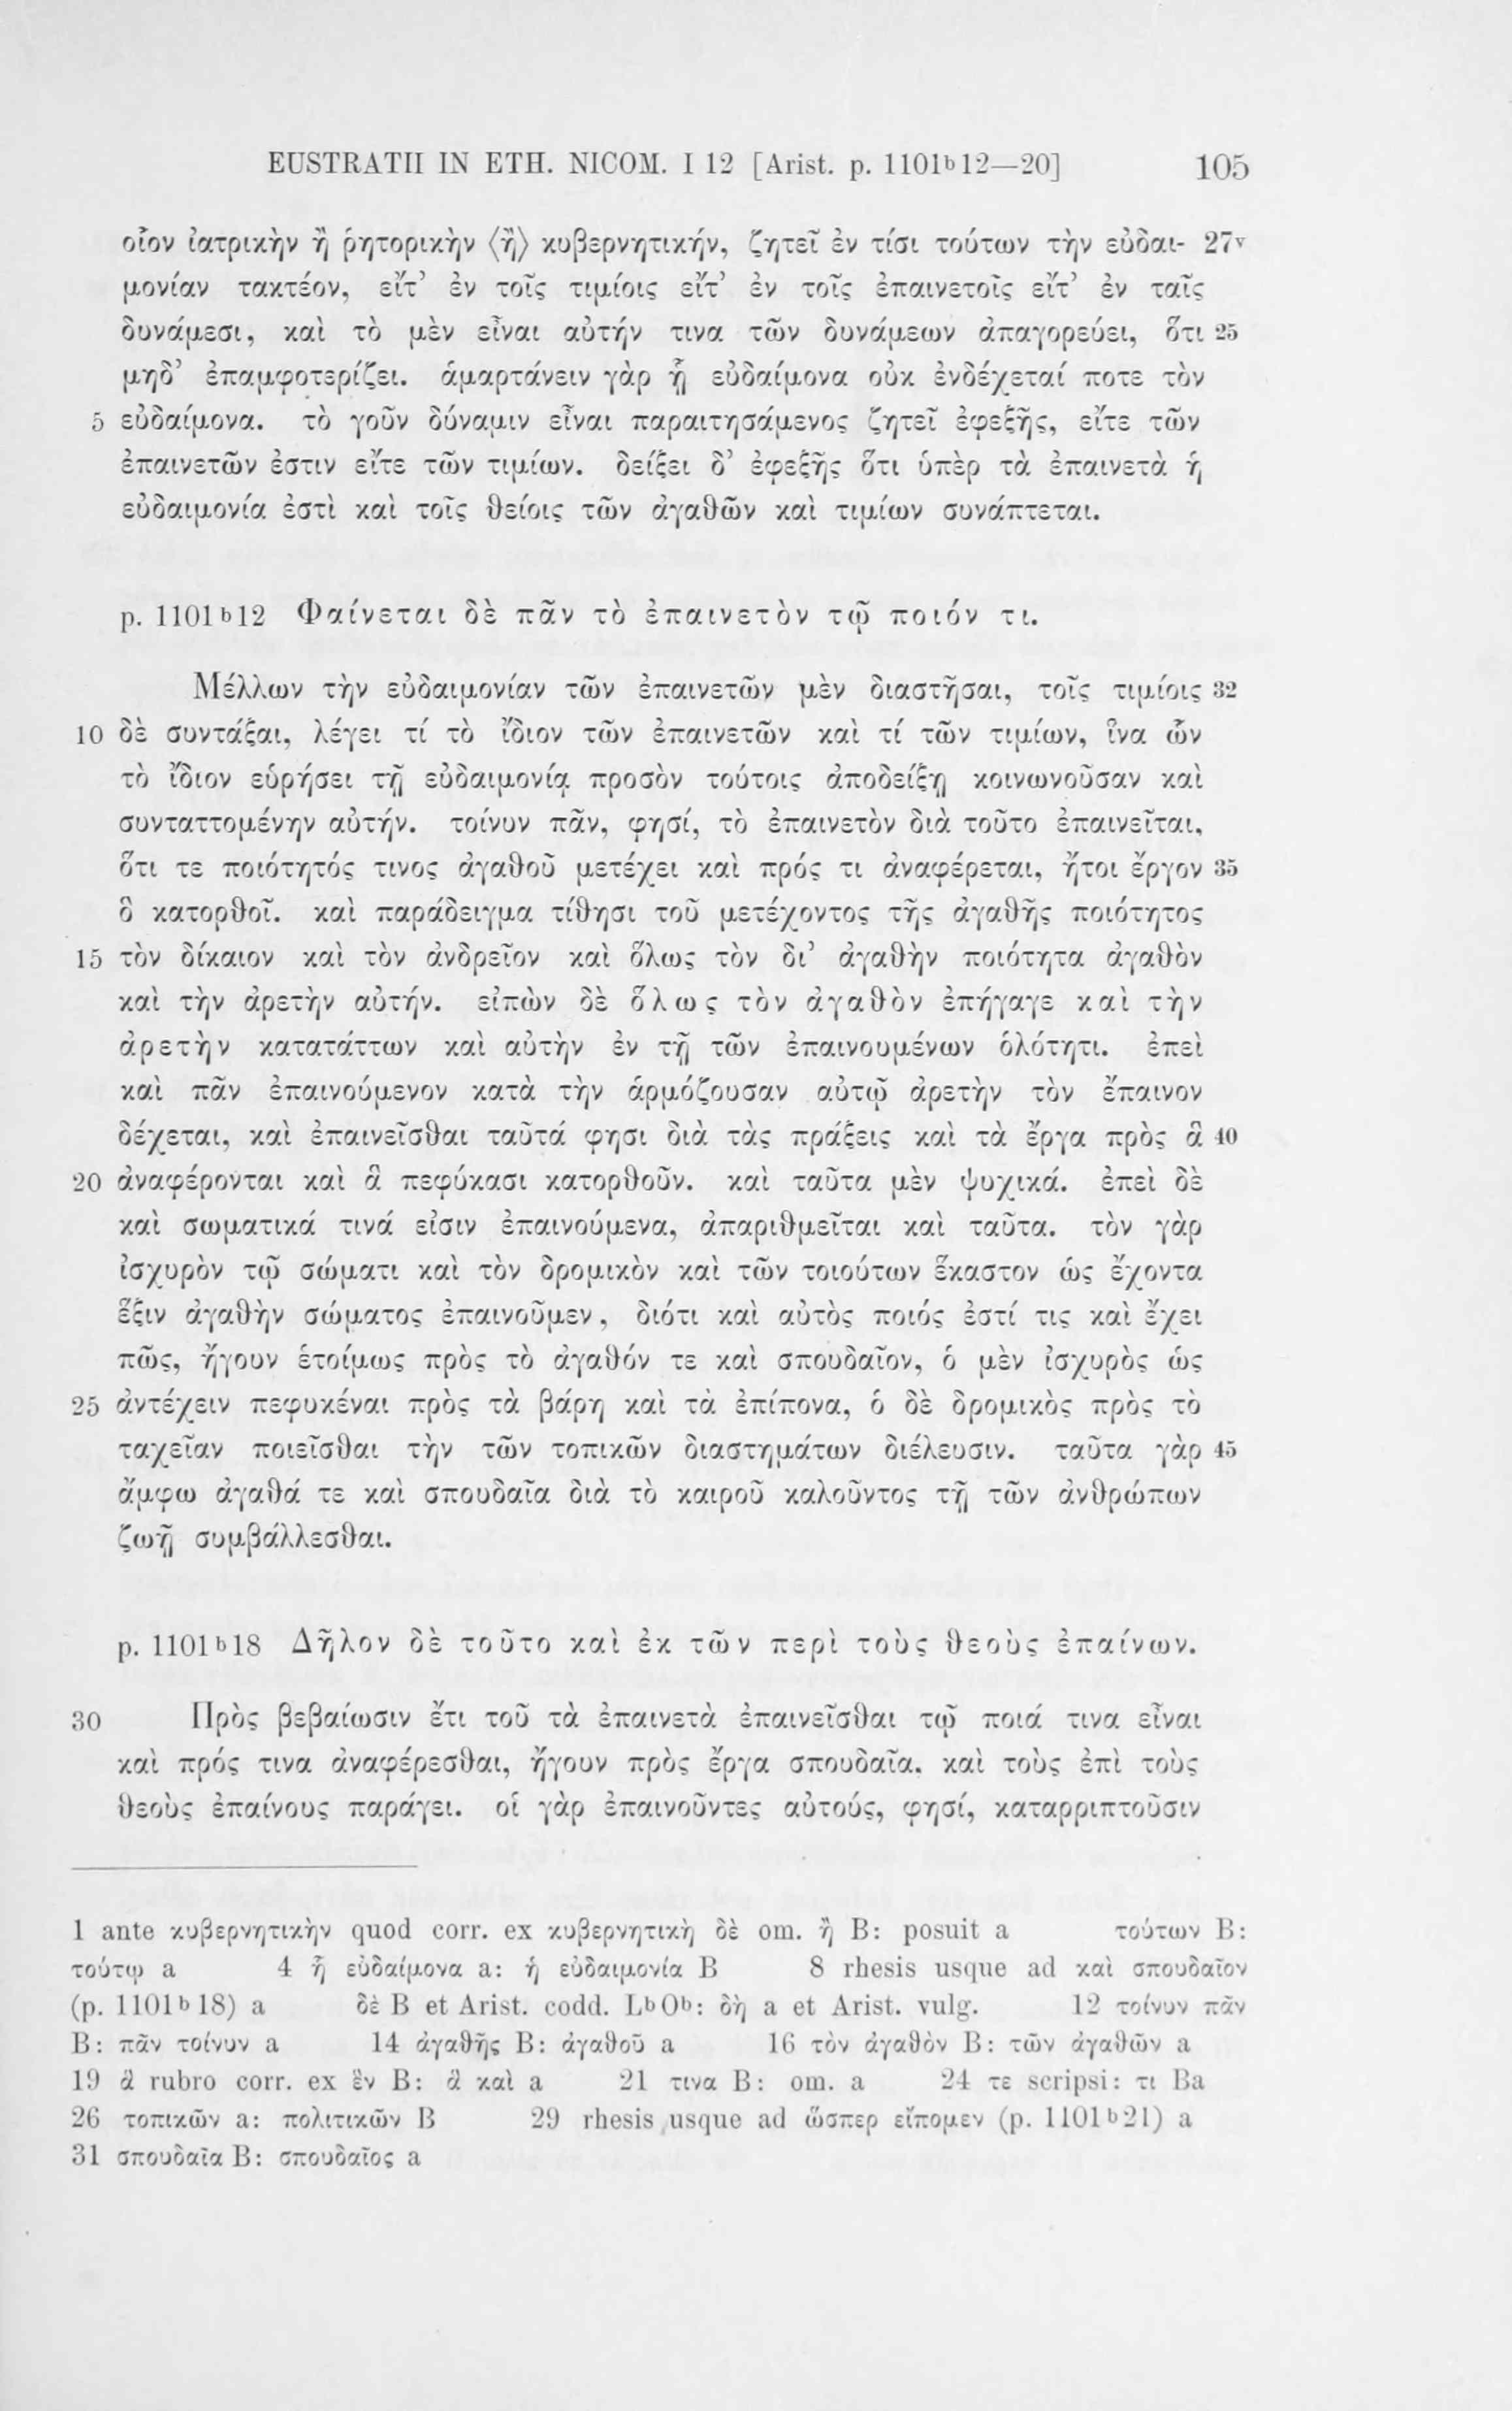 EUSTRATII IN ETH. NICOM. I 12 [Arist. p. 1101b12—20] 105
οἷον ἰατρικὴν ἢ ῥητορικὴν ⟨ἢ⟩ κυβερνητικήν, ζητεῖ ἐν τίσι τούτων τὴν εὐδαι- 27v
μονίαν τακτέον, εἴτ’ ἐν τοῖς τιμίοις εἴτ’ ἐν τοῖς ἐπαινετοῖς εἴτ’ ἐν ταῖς
δυνάμεσι, καὶ τὸ μὲν εἶναι αὐτήν τινα τῶν δυνάμεων ἀπαγορεύει, ὅτι 25
μηδ’ ἐπαμφοτερίζει. ἁμαρτάνειν γὰρ ᾗ εὐδαίμονα οὐκ ἐνδέχεταί ποτε τὸν
5 εὐδαίμονα. τὸ γοῦν δύναμιν εἶναι παραιτησάμενος ζητεῖ ἐφεξῆς, εἴτε τῶν
ἐπαινετῶν ἐστιν εἴτε τῶν τιμίων. δείξει δ’ ἐφεξῆς ὅτι ὑπὲρ τὰ ἐπαινετὰ ἡ
εὐδαιμονία ἐστὶ καὶ τοῖς θείοις τῶν ἀγαθῶν καὶ τιμίων συνάπτεται.
p. 1101b12 Φαίνεται δὲ πᾶν τὸ ἐπαινετὸν τῷ ποιόν τι.
Μέλλων τὴν εὐδαιμονίαν τῶν ἐπαινετῶν μὲν διαστῆσαι, τοῖς τιμίοις 32
10 δὲ συντάξαι, λέγει τί τὸ ἴδιον τῶν ἐπαινετῶν καὶ τί τῶν τιμίων, ἵνα ὧν
τὸ ἴδιον εὑρήσει τῇ εὐδαιμονίᾳ προσὸν τούτοις ἀποδείξῃ κοινωνοῦσαν καὶ
συνταττομένην αὐτήν. τοίνυν πᾶν, φησί, τὸ ἐπαινετὸν διὰ τοῦτο ἐπαινεῖται,
ὅτι τε ποιότητός τινος ἀγαθοῦ μετέχει καὶ πρός τι ἀναφέρεται, ἤτοι ἔργον 35
ὃ κατορθοῖ. καὶ παράδειγμα τίθησι τοῦ μετέχοντος τῆς ἀγαθῆς ποιότητος
15 τὸν δίκαιον καὶ τὸν ἀνδρεῖον καὶ ὅλως τὸν δι’ ἀγαθὴν ποιότητα ἀγαθὸν
καὶ τὴν ἀρετὴν αὐτήν. εἰπὼν δὲ ὅλως τὸν ἀγαθὸν ἐπήγαγε καὶ τὴν
ἀρετὴν κατατάττων καὶ αὐτὴν ἐν τῇ τῶν ἐπαινουμένων ὁλότητι. ἐπεὶ
καὶ πᾶν ἐπαινούμενον κατὰ τὴν ἁρμόζουσαν αὐτῷ ἀρετὴν τὸν ἔπαινον
δέχεται, καὶ ἐπαινεῖσθαι ταῦτά φησι διὰ τὰς πράξεις καὶ τὰ ἔργα πρὸς ἃ 40
20 ἀναφέρονται καὶ ἃ πεφύκασι κατορθοῦν. καὶ ταῦτα μὲν ψυχικά. ἐπεὶ δὲ
καὶ σωματικά τινά εἰσιν ἐπαινούμενα, ἀπαριθμεῖται καὶ ταῦτα. τὸν γὰρ
ἰσχυρὸν τῷ σώματι καὶ τὸν δρομικὸν καὶ τῶν τοιούτων ἕκαστον ὡς ἔχοντα
ἕξιν ἀγαθὴν σώματος ἐπαινοῦμεν, διότι καὶ αὐτὸς ποιός ἐστί τις καὶ ἔχει
πῶς, ἤγουν ἑτοίμως πρὸς τὸ ἀγαθόν τε καὶ σπουδαῖον, ὁ μὲν ἰσχυρὸς ὡς
25 ἀντέχειν πεφυκέναι πρὸς τὰ βάρη καὶ τὰ ἐπίπονα, ὁ δὲ δρομικὸς πρὸς τὸ
ταχεῖαν ποιεῖσθαι τὴν τῶν τοπικῶν διαστημάτων διέλευσιν. ταῦτα γὰρ 45
ἄμφω ἀγαθά τε καὶ σπουδαῖα διὰ τὸ καιροῦ καλοῦντος τῇ τῶν ἀνθρώπων
ζωῇ συμβάλλεσθαι.
p. 1101b18 Δῆλον δὲ τοῦτο καὶ ἐκ τῶν περὶ τοὺς θεοὺς ἐπαίνων.
30 Πρὸς βεβαίωσιν ἔτι τοῦ τὰ ἐπαινετὰ ἐπαινεῖσθαι τῷ ποιά τινα εἶναι
καὶ πρός τινα ἀναφέρεσθαι, ἤγουν πρὸς ἔργα σπουδαῖα, καὶ τοὺς ἐπὶ τοὺς
θεοὺς ἐπαίνους παράγει. οἱ γὰρ ἐπαινοῦντες αὐτούς, φησί, καταρριπτοῦσιν
1 ante κυβερνητικὴν quod corr. ex κυβερνητικὴ δὲ om. ἢ B: posuit a τούτων B:
τούτῳ a 4 ᾗ εὐδαίμονα a: ἡ εὐδαιμονία B 8 rhesis usque ad καὶ σπουδαῖον
(p. 1101b18) a δὲ B et Arist. codd. LbOb: δὴ a et Arist. vulg. 12 τοίνυν πᾶν
B: πᾶν τοίνυν a 14 ἀγαθῆς B: ἀγαθοῦ a 16 τὸν ἀγαθὸν B: τῶν ἀγαθῶν a
19 ἃ rubro corr. ex ἓν B: ἃ καὶ a 21 τινα B: om. a 24 τε scripsi: τι Ba
26 τοπικῶν a: πολιτικῶν B 29 rhesis usque ad ὥσπερ εἴπομεν (p. 1101b21) a
31 σπουδαῖα B: σπουδαῖος a